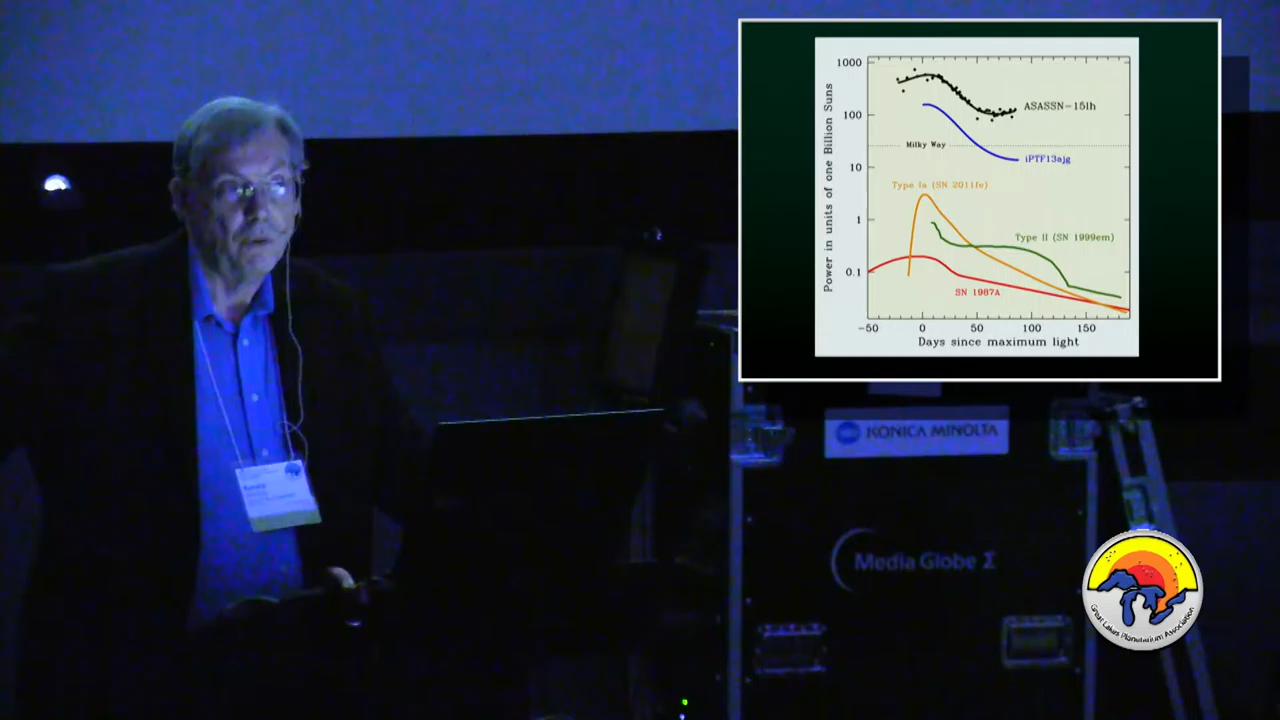 1000
100
10
1
0.1
Power in units of one Billion Suns
ASASSN-15lh
Milky Way
iPTF13ajg
Type Ia (SN 2011fe)
Type II (SN 1999em)
SN 1987A
−50 0 50 100 150
Days since maximum light
KONICA MINOLTA
Media Globe Σ
Great Lakes Planetarium Association